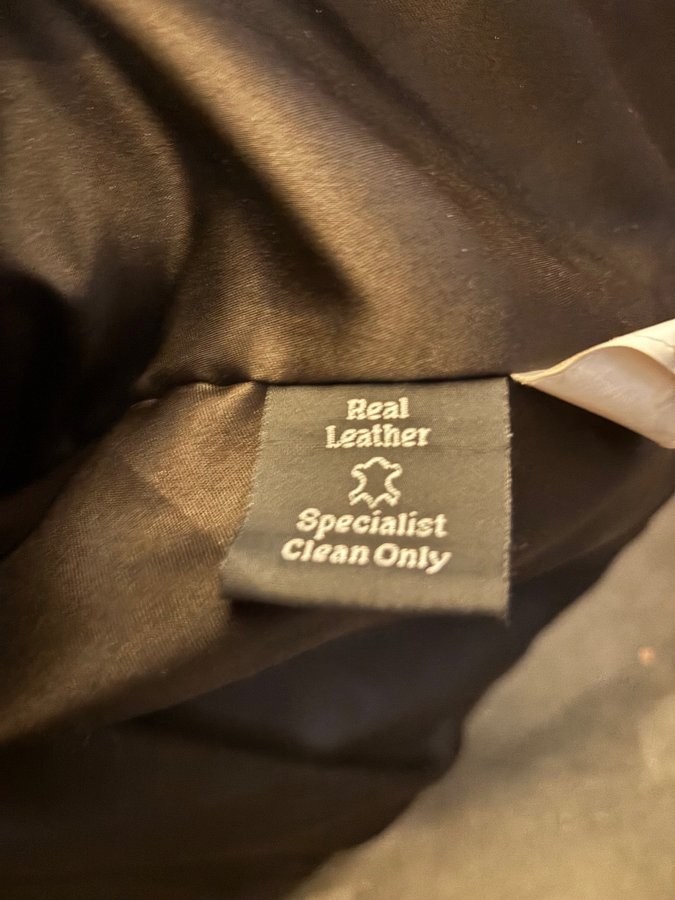 Real
Leather
Specialist
Clean Only